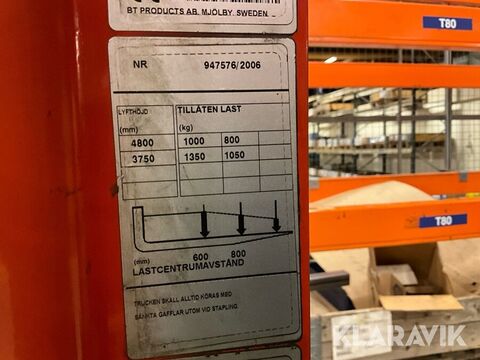 BT PRODUCTS AB, MJÖLBY, SWEDEN.
NR 947576/2006
LYFTHÖJD TILLÅTEN LAST
(mm) (kg)
4800 1000 800
3750 1350 1050
600 800
(mm)
LASTCENTRUMAVSTÅND
TRUCKEN SKALL ALLTID KÖRAS MED
SÄNKTA GAFFLAR UTOM VID STAPLING.
T80
T80
KLARAVIK